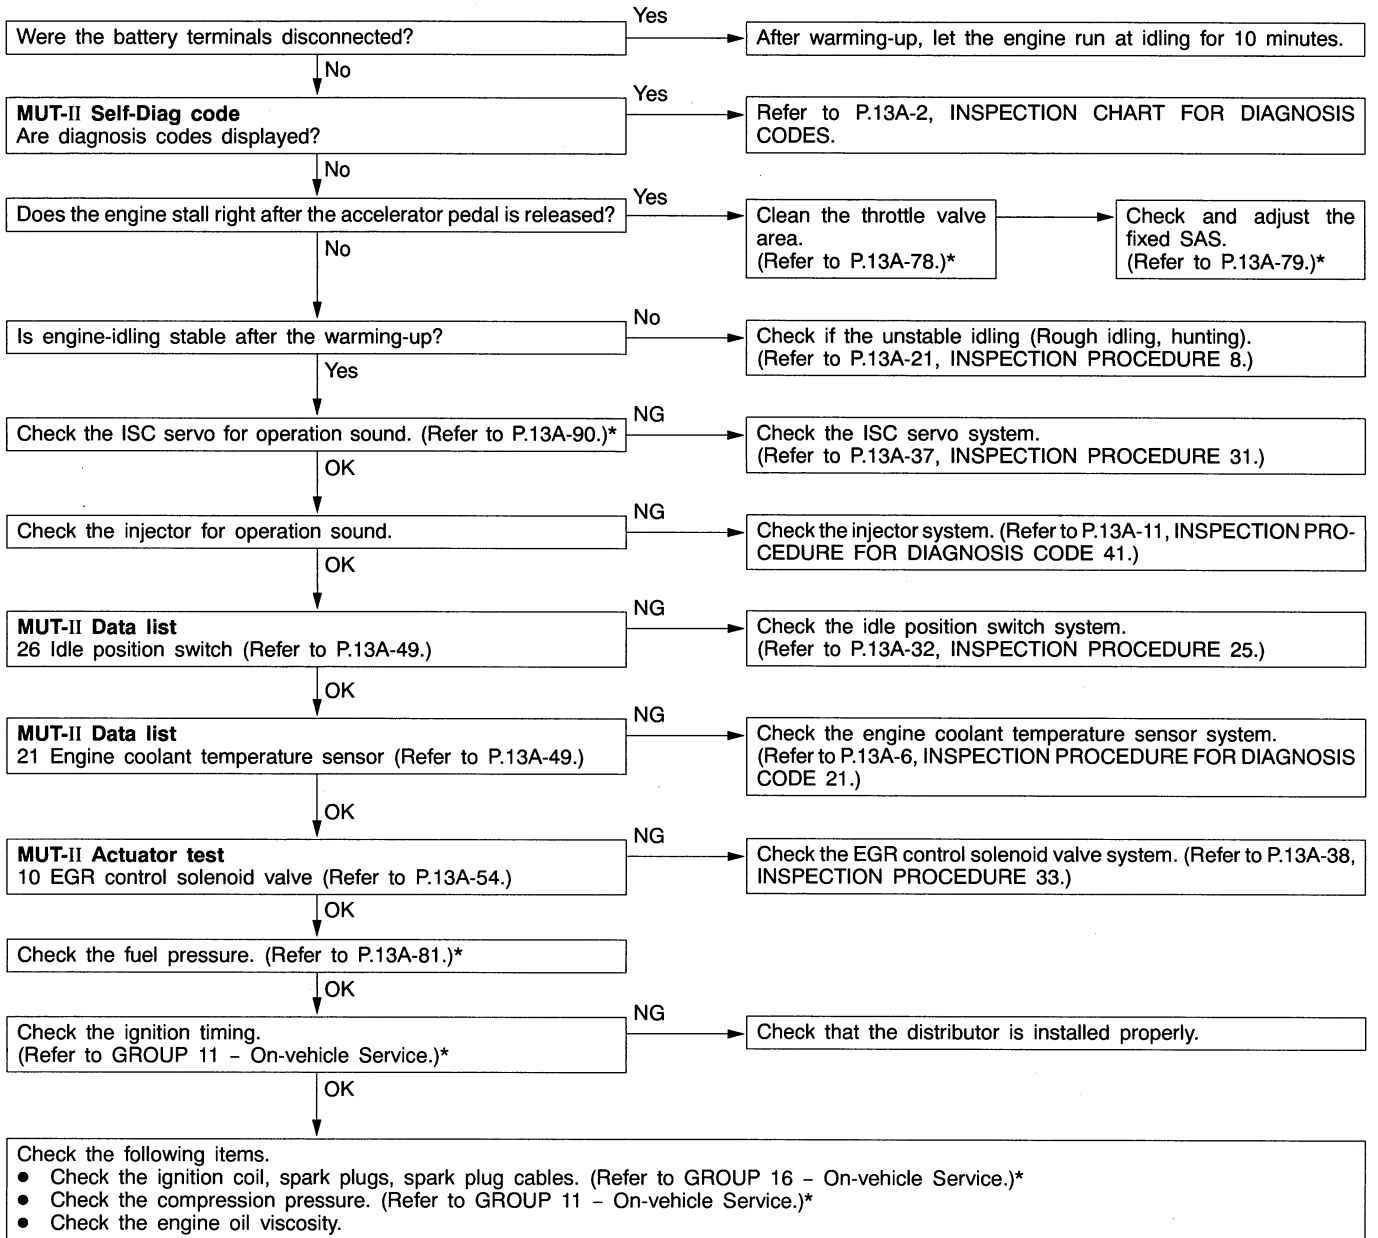 Yes
Were the battery terminals disconnected?
After warming-up, let the engine run at idling for 10 minutes.
No
MUT-II Self-Diag code
Are diagnosis codes displayed?
Yes
Refer to P.13A-2, INSPECTION CHART FOR DIAGNOSIS
CODES.
No
Does the engine stall right after the accelerator pedal is released?
Yes
Clean the throttle valve
area.
(Refer to P.13A-78.)*
Check and adjust the
fixed SAS.
(Refer to P.13A-79.)*
No
Is engine-idling stable after the warming-up?
No
Check if the unstable idling (Rough idling, hunting).
(Refer to P.13A-21, INSPECTION PROCEDURE 8.)
Yes
Check the ISC servo for operation sound. (Refer to P.13A-90.)*
NG
Check the ISC servo system.
(Refer to P.13A-37, INSPECTION PROCEDURE 31.)
OK
Check the injector for operation sound.
NG
Check the injector system. (Refer to P.13A-11, INSPECTION PRO-
CEDURE FOR DIAGNOSIS CODE 41.)
OK
MUT-II Data list
26 Idle position switch (Refer to P.13A-49.)
NG
Check the idle position switch system.
(Refer to P.13A-32, INSPECTION PROCEDURE 25.)
OK
MUT-II Data list
21 Engine coolant temperature sensor (Refer to P.13A-49.)
NG
Check the engine coolant temperature sensor system.
(Refer to P.13A-6, INSPECTION PROCEDURE FOR DIAGNOSIS
CODE 21.)
OK
MUT-II Actuator test
10 EGR control solenoid valve (Refer to P.13A-54.)
NG
Check the EGR control solenoid valve system. (Refer to P.13A-38,
INSPECTION PROCEDURE 33.)
OK
Check the fuel pressure. (Refer to P.13A-81.)*
OK
Check the ignition timing.
(Refer to GROUP 11 – On-vehicle Service.)*
NG
Check that the distributor is installed properly.
OK
Check the following items.
● Check the ignition coil, spark plugs, spark plug cables. (Refer to GROUP 16 – On-vehicle Service.)*
● Check the compression pressure. (Refer to GROUP 11 – On-vehicle Service.)*
● Check the engine oil viscosity.